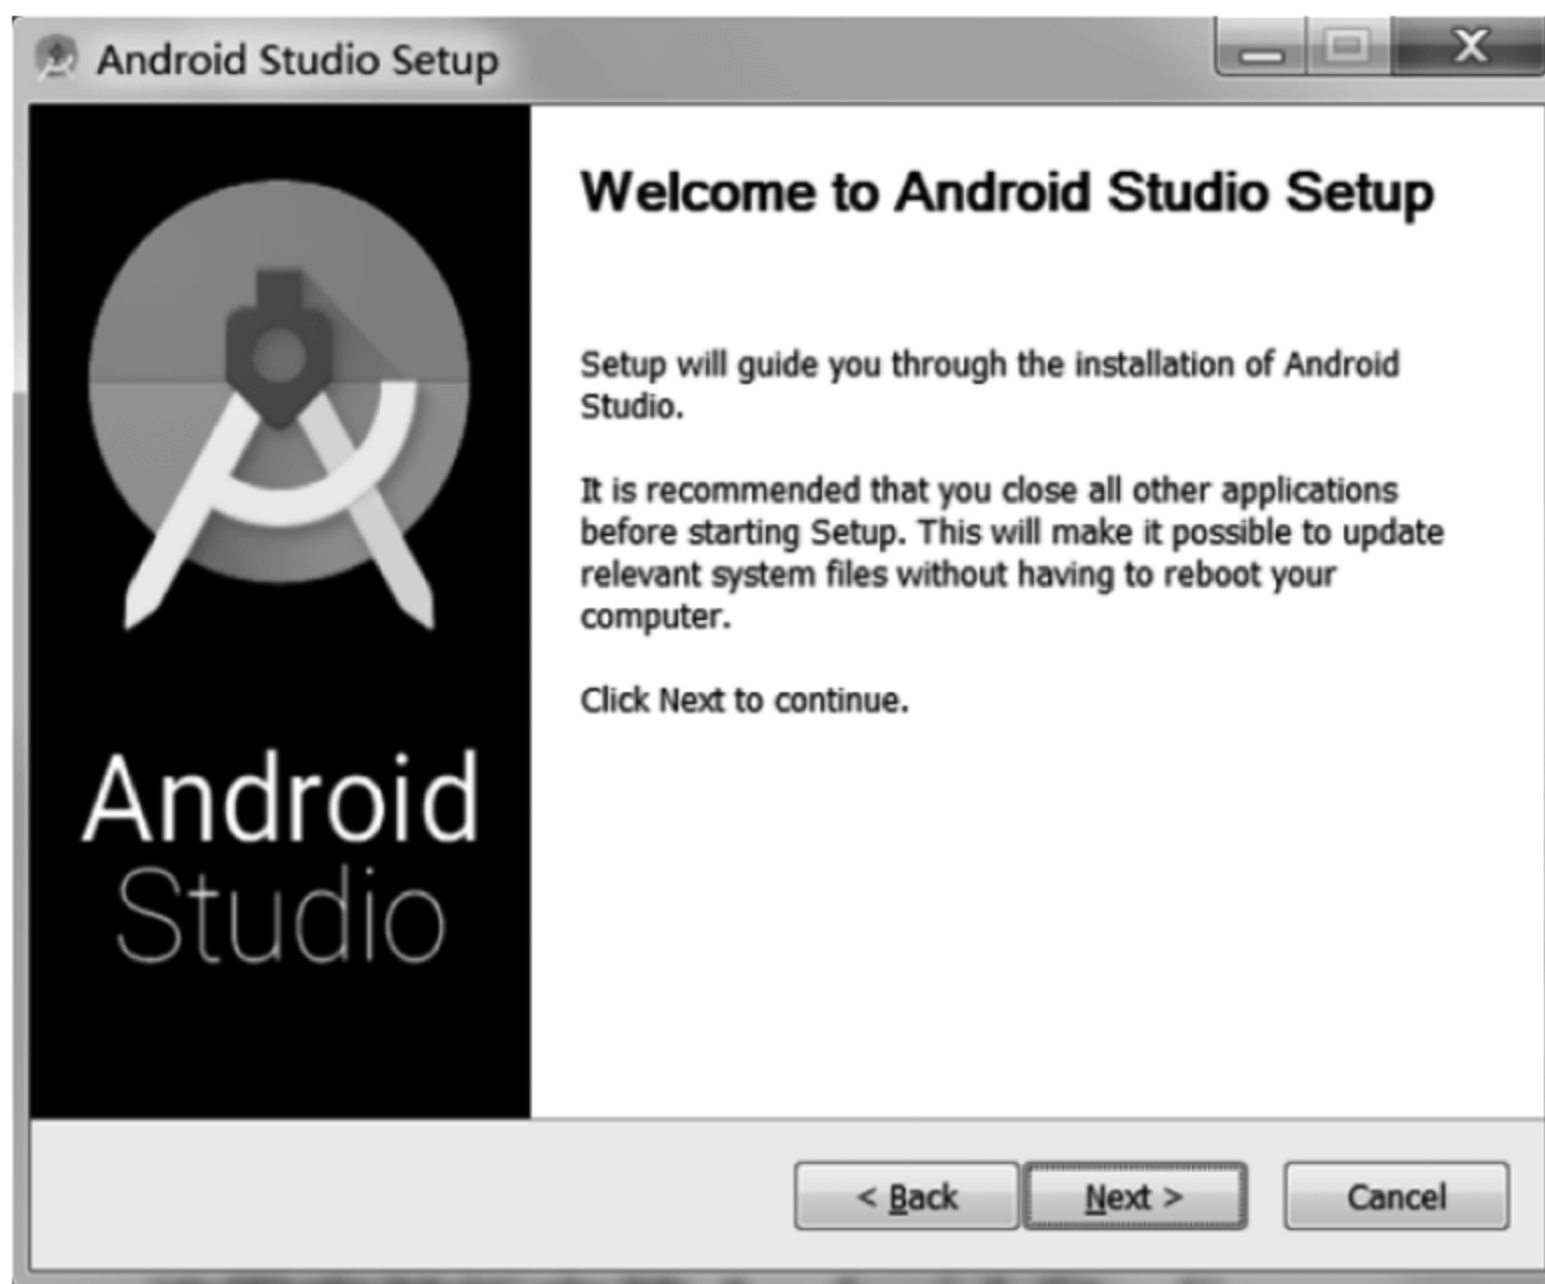 Android Studio Setup
Welcome to Android Studio Setup
Setup will guide you through the installation of Android
Studio.
It is recommended that you close all other applications
before starting Setup. This will make it possible to update
relevant system files without having to reboot your
computer.
Click Next to continue.
Android
Studio
< Back
Next >
Cancel